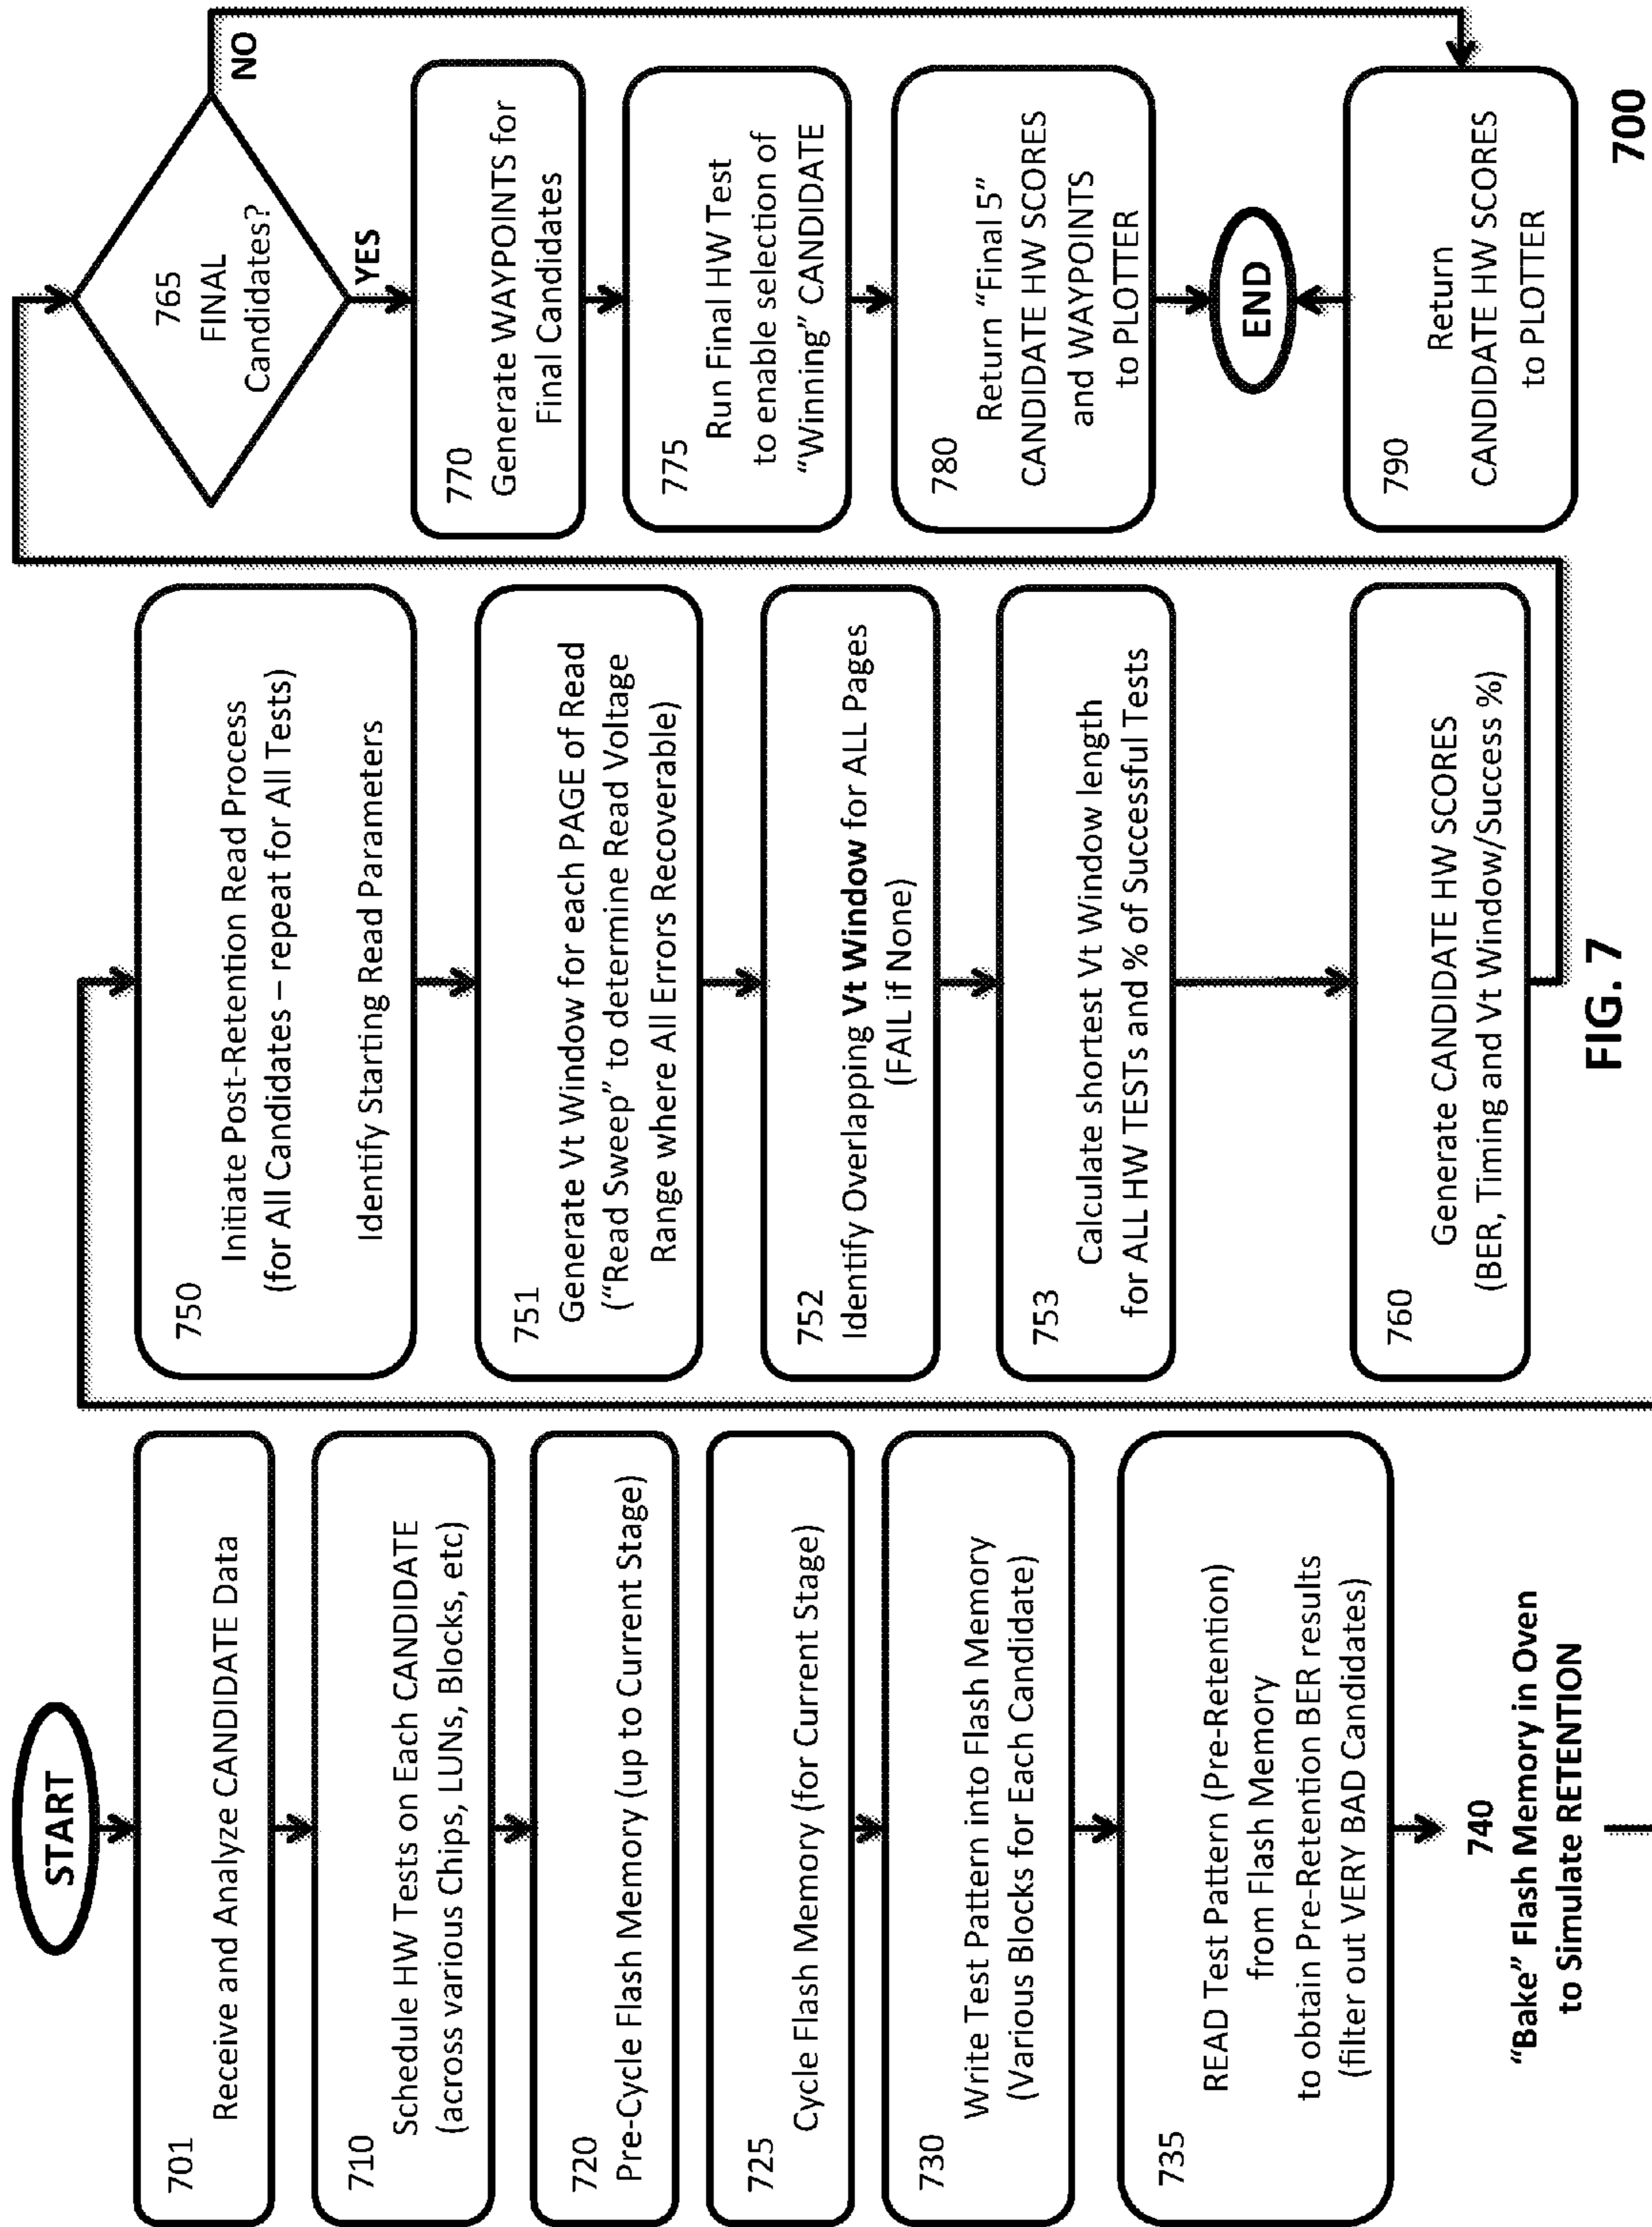 START
701
Receive and Analyze CANDIDATE Data
710
Schedule HW Tests on Each CANDIDATE
(across various Chips, LUNs, Blocks, etc)
720
Pre-Cycle Flash Memory (up to Current Stage)
725
Cycle Flash Memory (for Current Stage)
730
Write Test Pattern into Flash Memory
(Various Blocks for Each Candidate)
735
READ Test Pattern (Pre-Retention)
from Flash Memory
to obtain Pre-Retention BER results
(filter out VERY BAD Candidates)
740
“Bake” Flash Memory in Oven
to Simulate RETENTION
750
Initiate Post-Retention Read Process
(for All Candidates – repeat for All Tests)
Identify Starting Read Parameters
751
Generate Vt Window for each PAGE of Read
(“Read Sweep” to determine Read Voltage
Range where All Errors Recoverable)
752
Identify Overlapping Vt Window for ALL Pages
(FAIL if None)
753
Calculate shortest Vt Window length
for ALL HW TESTs and % of Successful Tests
760
Generate CANDIDATE HW SCORES
(BER, Timing and Vt Window/Success %)
765
FINAL
Candidates?
NO
YES
770
Generate WAYPOINTS for
Final Candidates
775
Run Final HW Test
to enable selection of
“Winning” CANDIDATE
780
Return “Final 5”
CANDIDATE HW SCORES
and WAYPOINTS
to PLOTTER
END
790
Return
CANDIDATE HW SCORES
to PLOTTER
FIG. 7
700